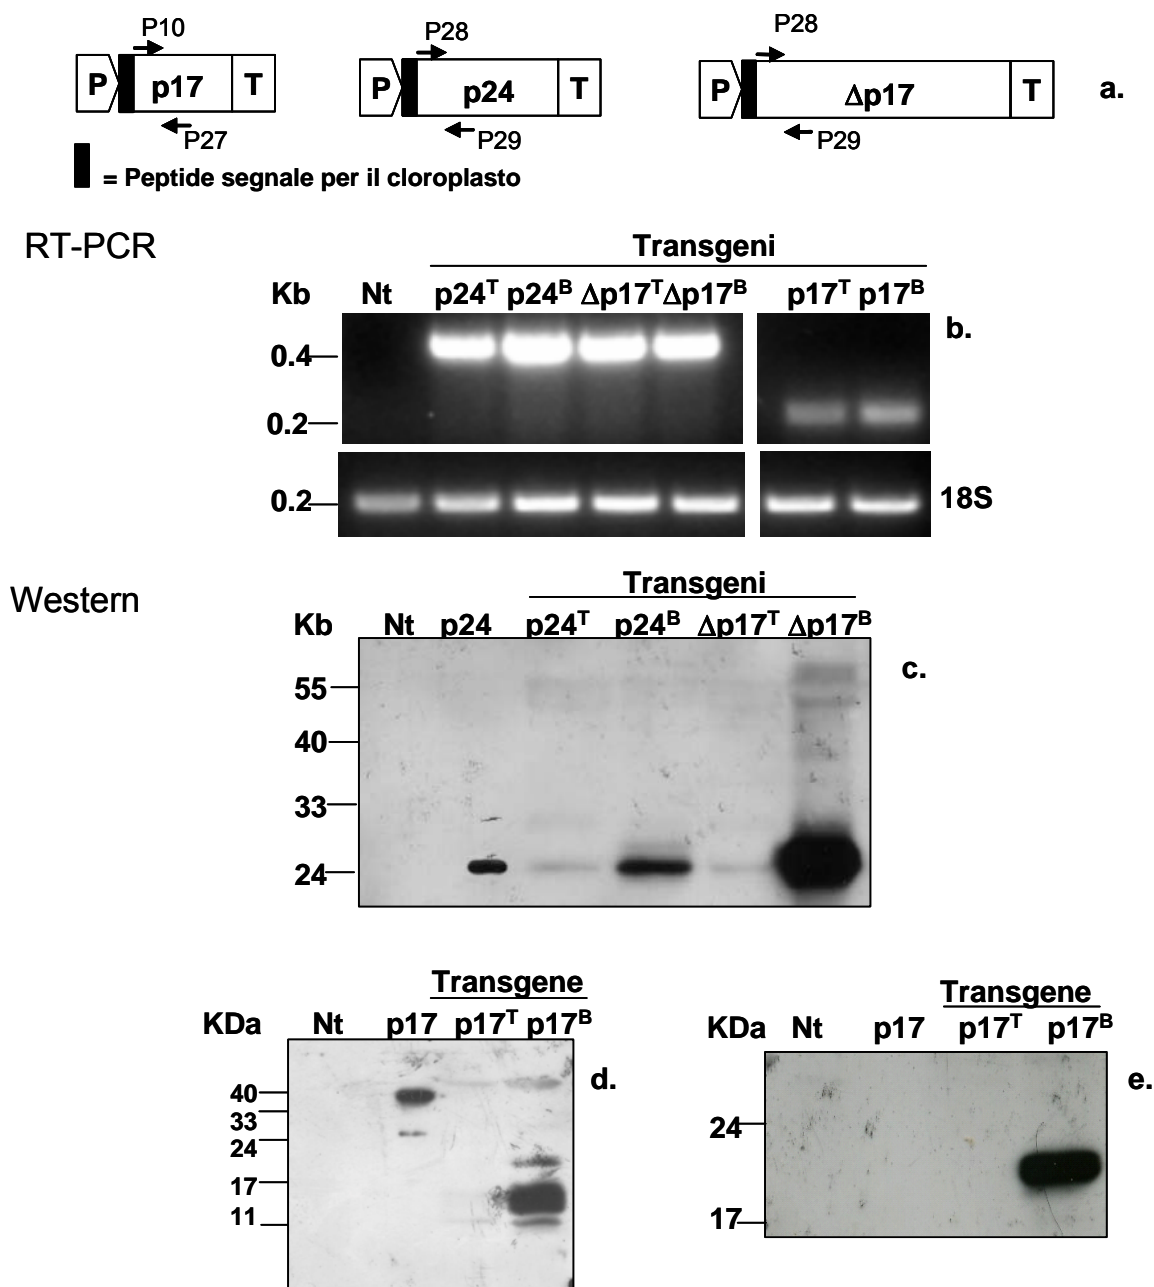 P10 P28 P28
P p17 T P p24 T P Δp17 T a.
P27 P29 P29
= Peptide segnale per il cloroplasto
RT-PCR
Transgeni
Kb Nt p24ᵀ p24ᴮ Δp17ᵀ Δp17ᴮ p17ᵀ p17ᴮ
b.
0.4
0.2
0.2 18S
Western
Transgeni
Kb Nt p24 p24ᵀ p24ᴮ Δp17ᵀ Δp17ᴮ
c.
55
40
33
24
Transgene
KDa Nt p17 p17ᵀ p17ᴮ
d.
40
33
24
17
11
Transgene
KDa Nt p17 p17ᵀ p17ᴮ
e.
24
17